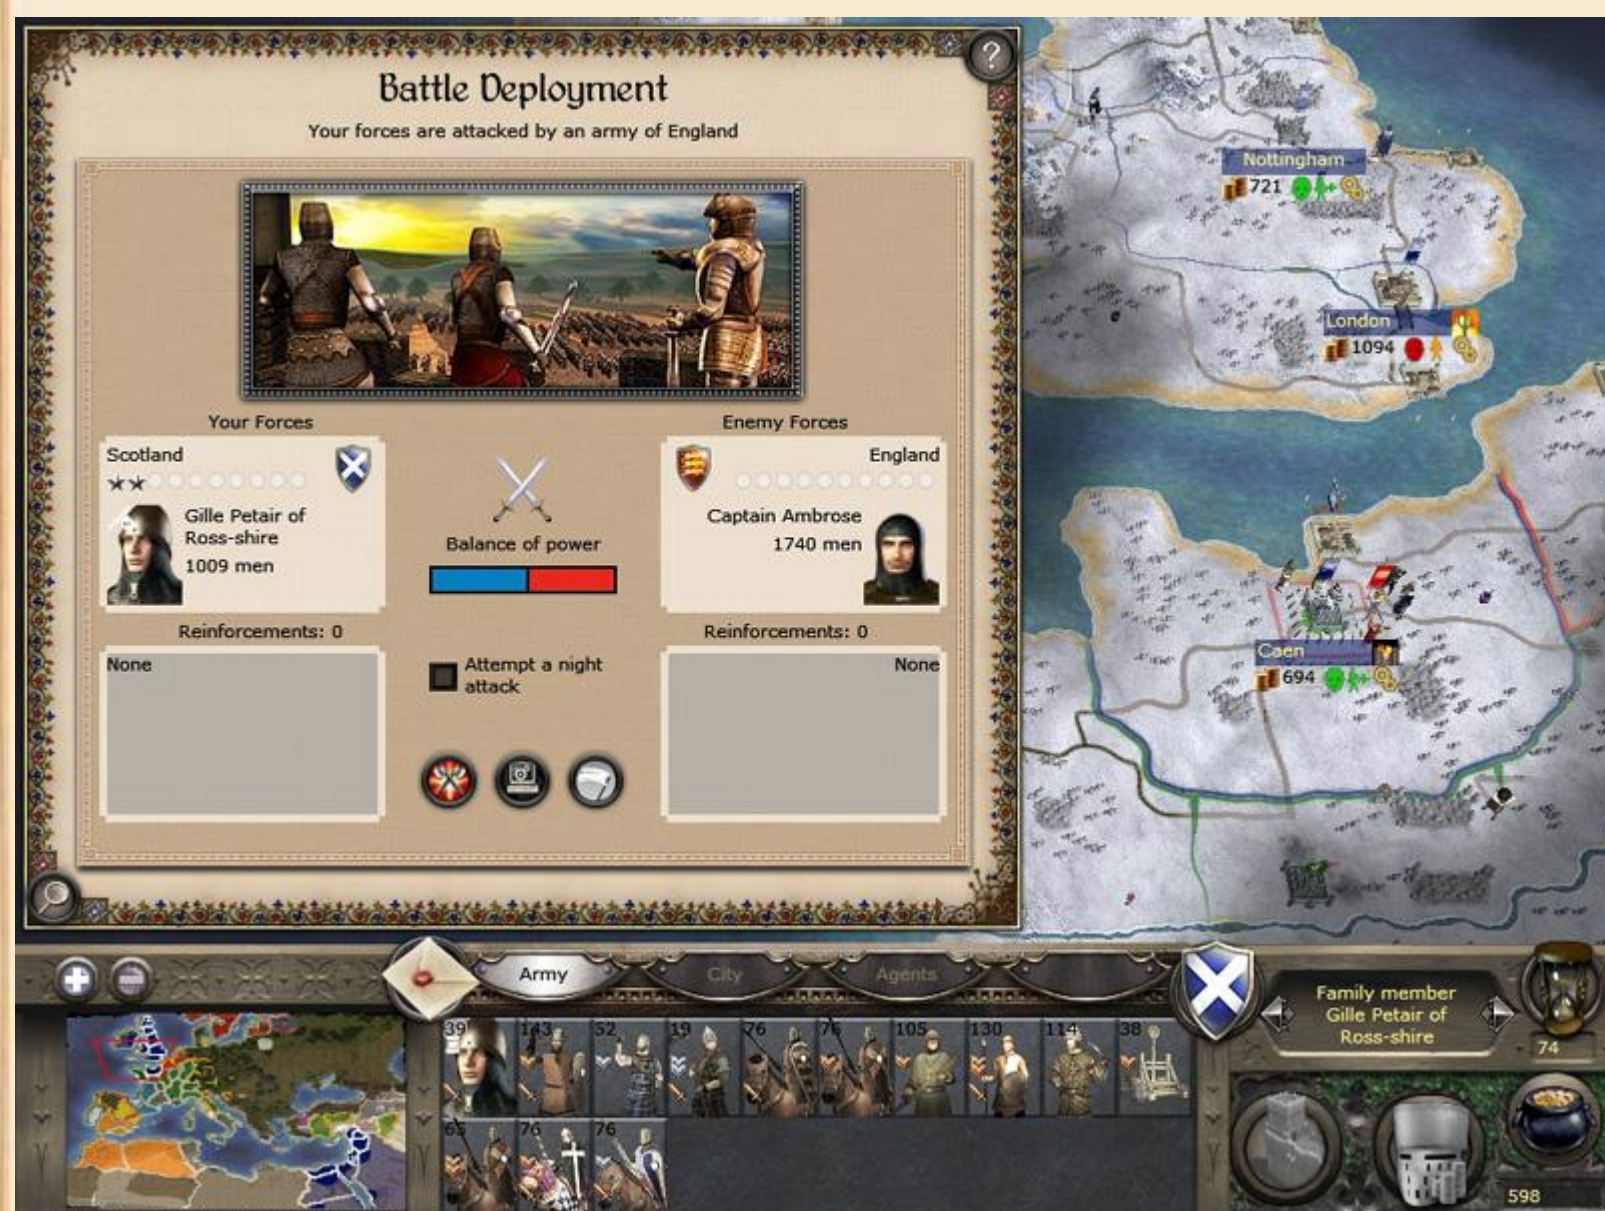 Battle Deployment
?
Your forces are attacked by an army of England
Nottingham
721
London
1094
Your Forces
Enemy Forces
Scotland
England
Gille Petair of
Ross-shire
1009 men
Captain Ambrose
1740 men
Balance of power
Reinforcements: 0
Reinforcements: 0
None
Attempt a night
attack
None
Caen
694
Army
City
Agents
Family member
Gille Petair of
Ross-shire
74
39 143 52 19 76 76 105 130 114 38
65 76 76
598